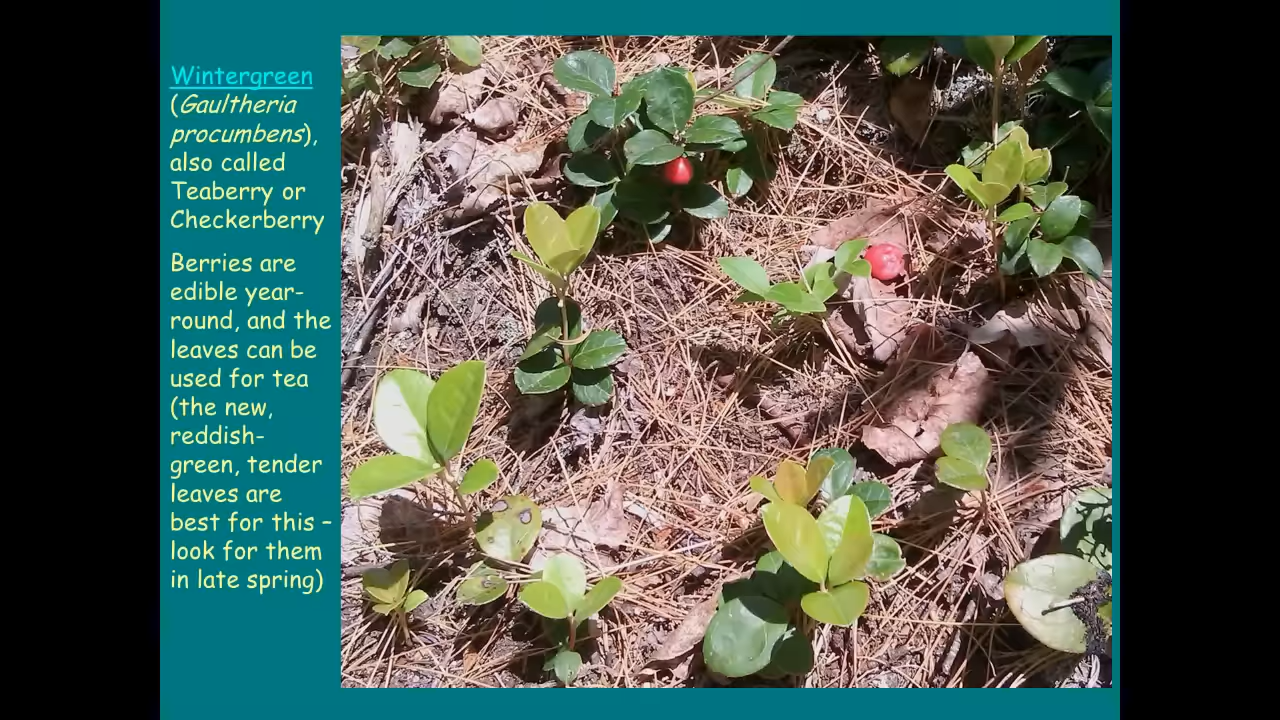 Wintergreen
(Gaultheria
procumbens),
also called
Teaberry or
Checkerberry
Berries are
edible year-
round, and the
leaves can be
used for tea
(the new,
reddish-
green, tender
leaves are
best for this –
look for them
in late spring)